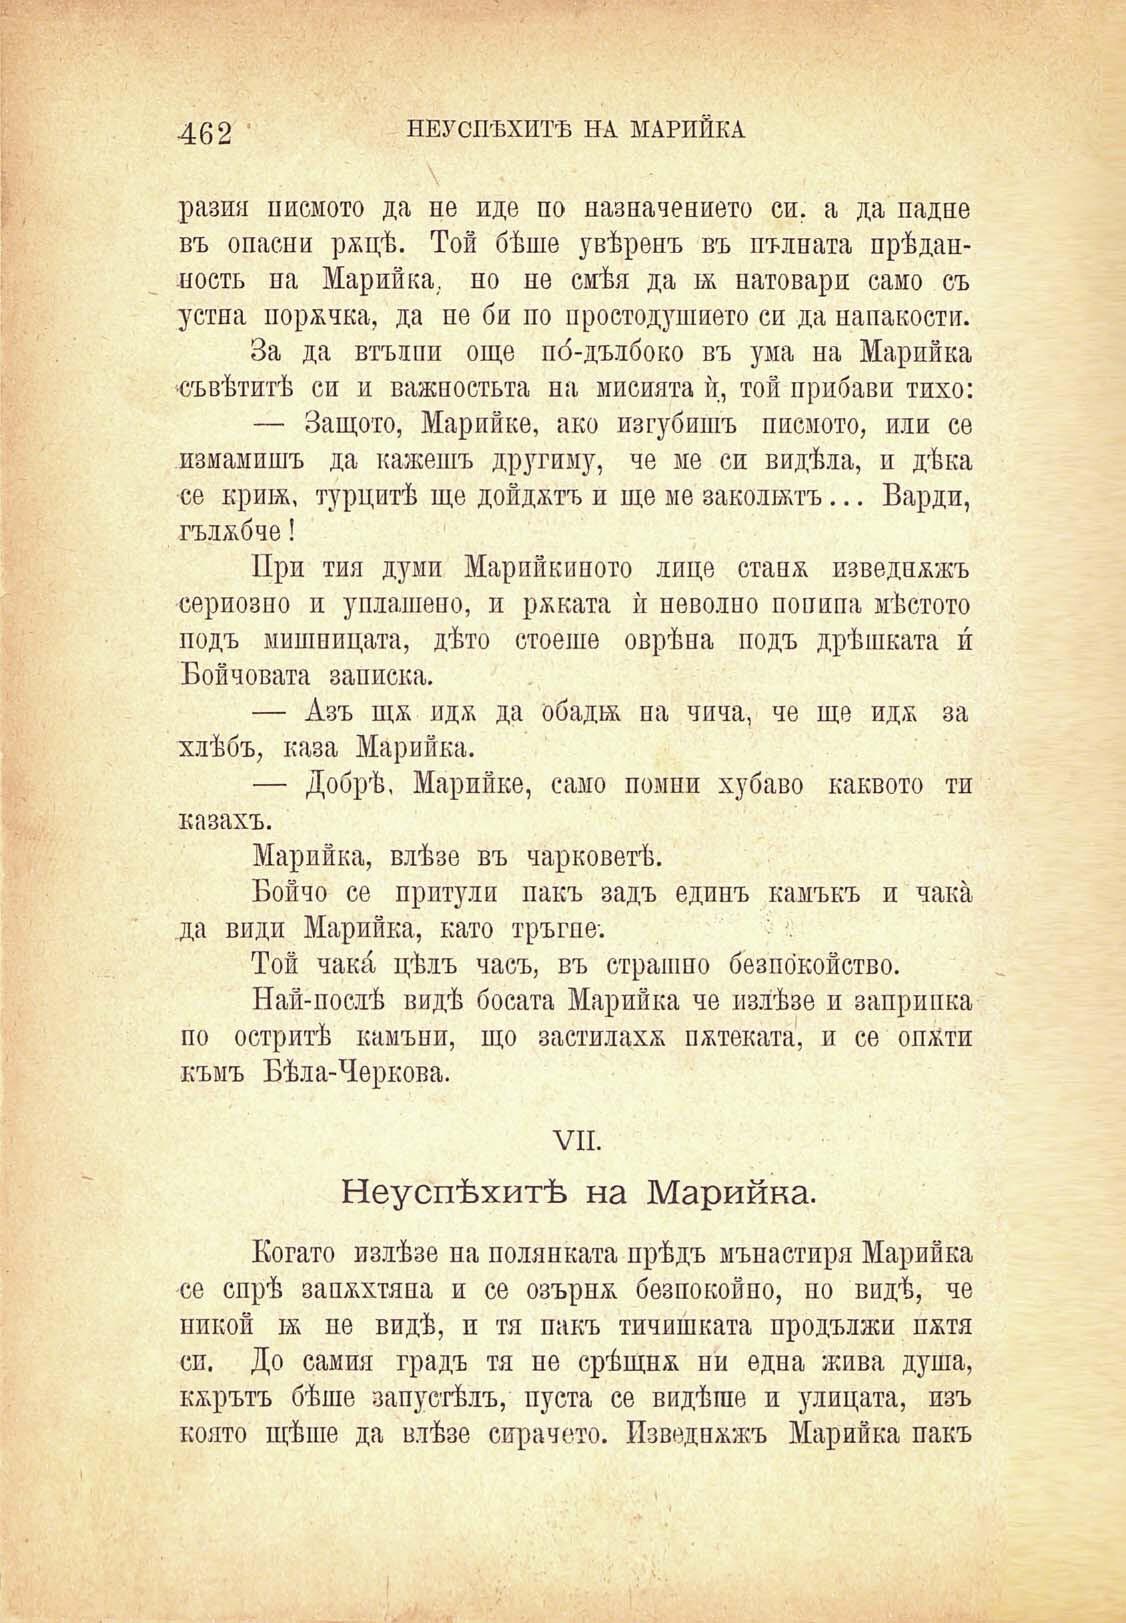 462
НЕУСПѢХИТѢ НА МАРИЙКА
разия писмото да не иде по назначението си. а да падне
въ опасни рѫцѣ. Той бѣше увѣренъ въ пълната прѣдан-
ность на Марийка, но не смѣя да ѭ натовари само съ
устна порѫчка, да не би по простодушието си да напакости.
За да втълпи още по́-дълбоко въ ума на Марийка
съвѣтитѣ си и важностьта на мисията ѝ, той прибави тихо:
— Защото, Марийке, ако изгубишъ писмото, или се
измамишъ да кажешъ другиму, че ме си видѣла, и дѣка
се криѭ, турцитѣ ще дойдѫтъ и ще ме заколѭтъ... Варди,
гълѫбче!
При тия думи Марийкиното лице станѫ изведнѫжъ
сериозно и уплашено, и рѫката ѝ неволно попипа мѣстото
подъ мишницата, дѣто стоеше оврѣна подъ дрѣшката ѝ
Бойчовата записка.
— Азъ щѫ идѫ да обадѭ на чича, че ще идѫ за
хлѣбъ, каза Марийка.
— Добрѣ, Марийке, само помни хубаво каквото ти
казахъ.
Марийка, влѣзе въ чарковетѣ.
Бойчо се притули пакъ задъ единъ камъкъ и чака̀
да види Марийка, като тръгне.
Той чака́ цѣлъ часъ, въ страшно безпокойство.
Най-послѣ видѣ босата Марийка че излѣзе и заприпка
по остритѣ камъни, що застилахѫ пѫтеката, и се опѫти
къмъ Бѣла-Черкова.
VII.
Неуспѣхитѣ на Марийка.
Когато излѣзе на полянката прѣдъ мънастиря Марийка
се спрѣ запѫхтяна и се озърнѫ безпокойно, но видѣ, че
никой ѭ не видѣ, и тя пакъ тичишката продължи пѫтя
си. До самия градъ тя не срѣщнѫ ни една жива душа,
кѫрътъ бѣше запустѣлъ, пуста се видѣше и улицата, изъ
която щѣше да влѣзе сирачето. Изведнѫжъ Марийка пакъ